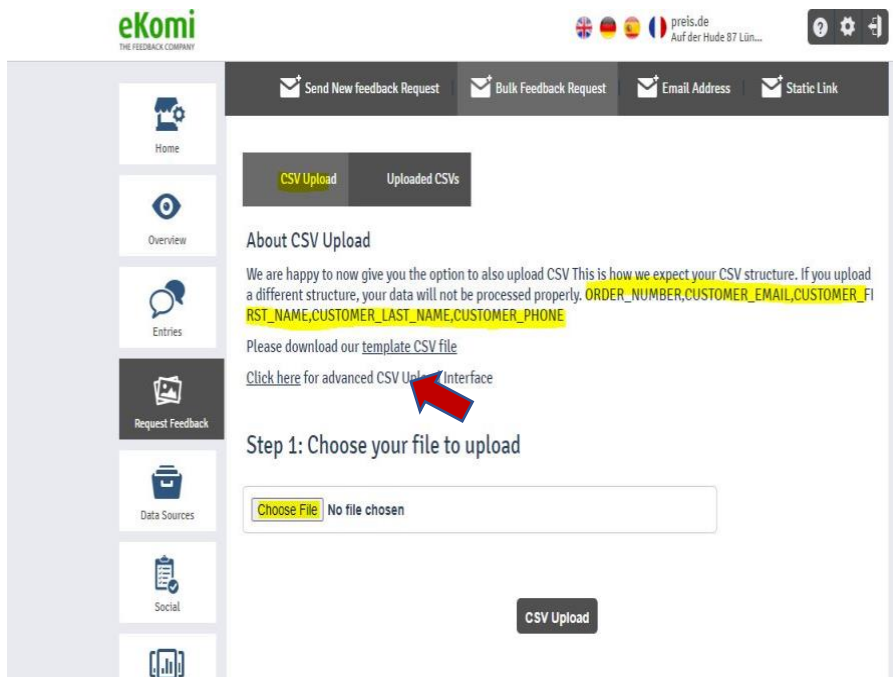 eKomi
THE FEEDBACK COMPANY
preis.de
Auf der Hude 87 Lün...
Send New feedback Request
Bulk Feedback Request
Email Address
Static Link
Home
CSV Upload
Uploaded CSVs
Overview
About CSV Upload
We are happy to now give you the option to also upload CSV This is how we expect your CSV structure. If you upload
a different structure, your data will not be processed properly. ORDER_NUMBER,CUSTOMER_EMAIL,CUSTOMER_FI
RST_NAME,CUSTOMER_LAST_NAME,CUSTOMER_PHONE
Entries
Please download our template CSV file
Click here for advanced CSV Interface
Request Feedback
Step 1: Choose your file to upload
Data Sources
Choose File No file chosen
Social
CSV Upload